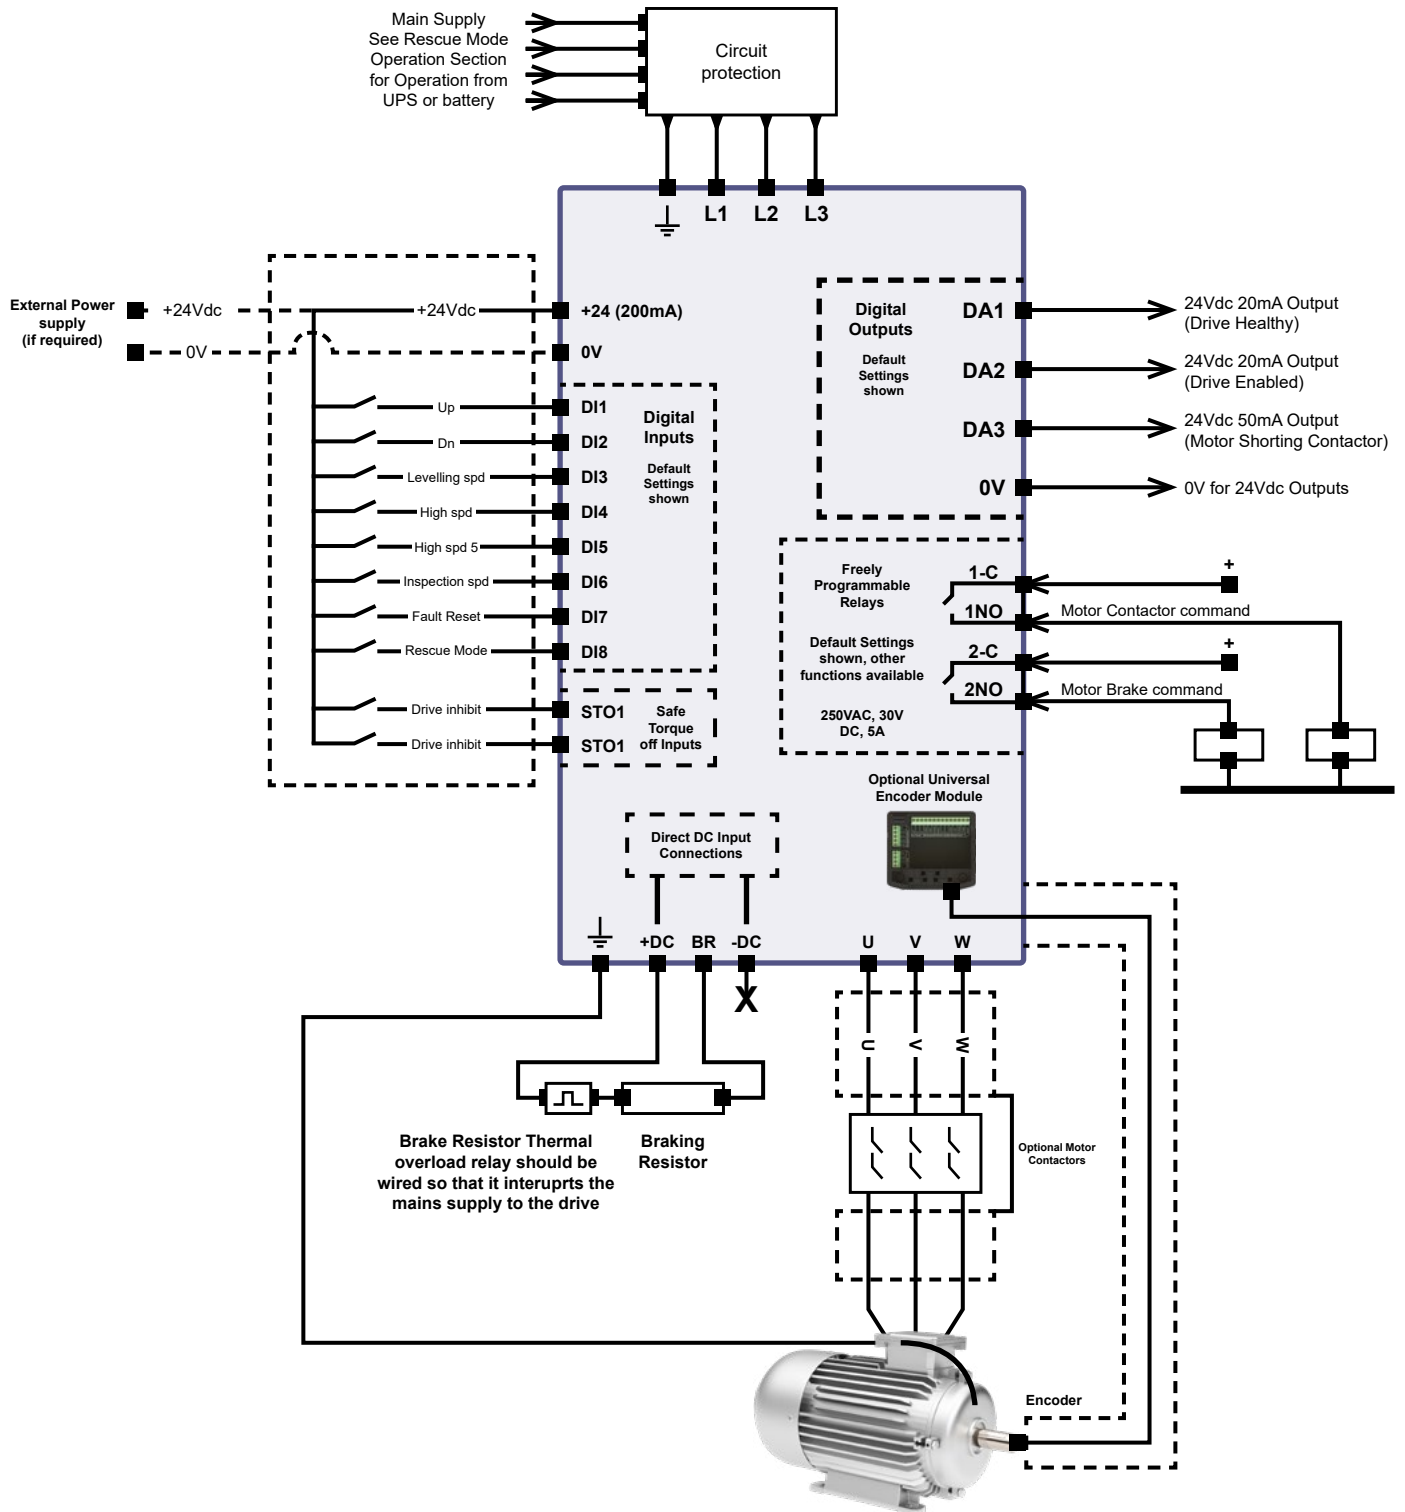 Main Supply
See Rescue Mode
Operation Section
for Operation from
UPS or battery
Circuit
protection
L1
L2
L3
External Power
supply
(if required)
+24Vdc
0V
+24Vdc
+24 (200mA)
0V
Up
DI1
Dn
DI2
Levelling spd
DI3
High spd
DI4
High spd 5
DI5
Inspection spd
DI6
Fault Reset
DI7
Rescue Mode
DI8
Digital
Inputs
Default
Settings
shown
Drive inhibit
STO1
Drive inhibit
STO1
Safe
Torque
off Inputs
Digital
Outputs
Default
Settings
shown
DA1
24Vdc 20mA Output
(Drive Healthy)
DA2
24Vdc 20mA Output
(Drive Enabled)
DA3
24Vdc 50mA Output
(Motor Shorting Contactor)
0V
0V for 24Vdc Outputs
Freely
Programmable
Relays
Default Settings
shown, other
functions available
250VAC, 30V
DC, 5A
1-C
+
1NO
Motor Contactor command
2-C
+
2NO
Motor Brake command
Optional Universal
Encoder Module
Direct DC Input
Connections
+DC
BR
-DC
X
U
V
W
U
V
W
Brake Resistor Thermal
overload relay should be
wired so that it interuprts the
mains supply to the drive
Braking
Resistor
Optional Motor
Contactors
Encoder